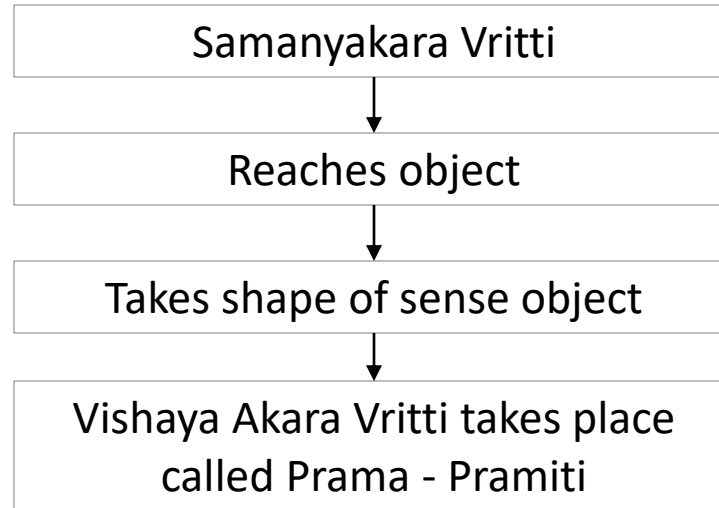 Samanyakara Vritti
Reaches object
Takes shape of sense object
Vishaya Akara Vritti takes place
called Prama - Pramiti